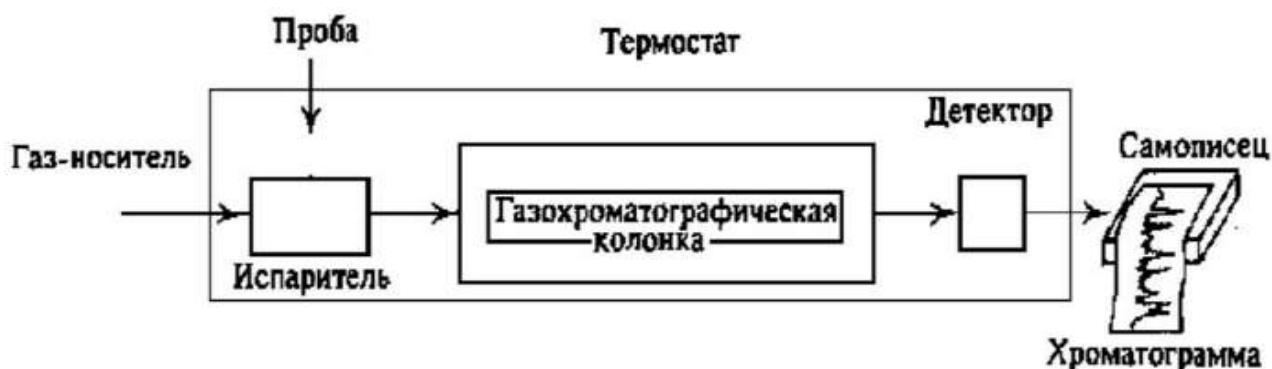 Проба
Термостат
Детектор
Газ-носитель
Самописец
Газохроматографическая
колонка
Испаритель
Хроматограмма